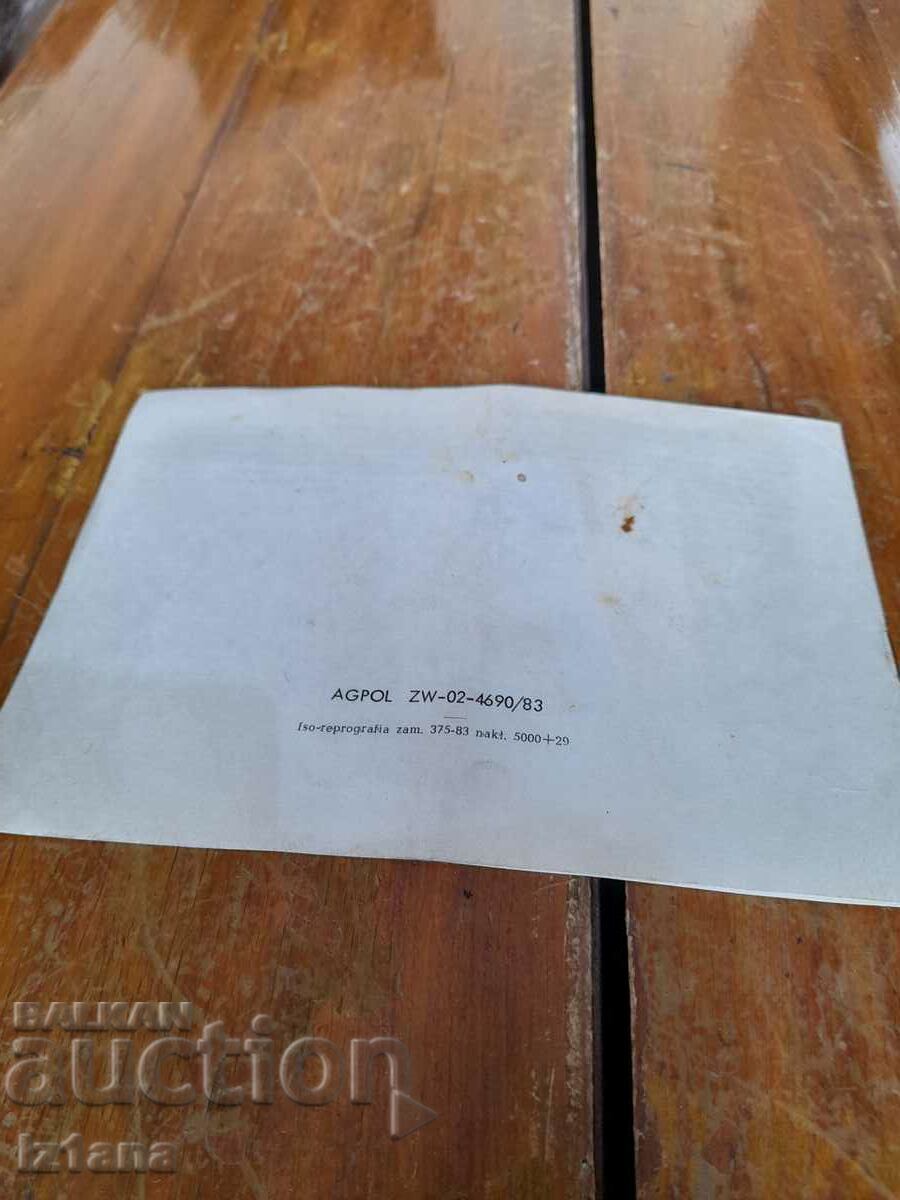 AGPOL ZW-02-4690/83
Iso-reprografia zam. 375-83 nakł. 5000+29
BALKAN
auction
iz1ana